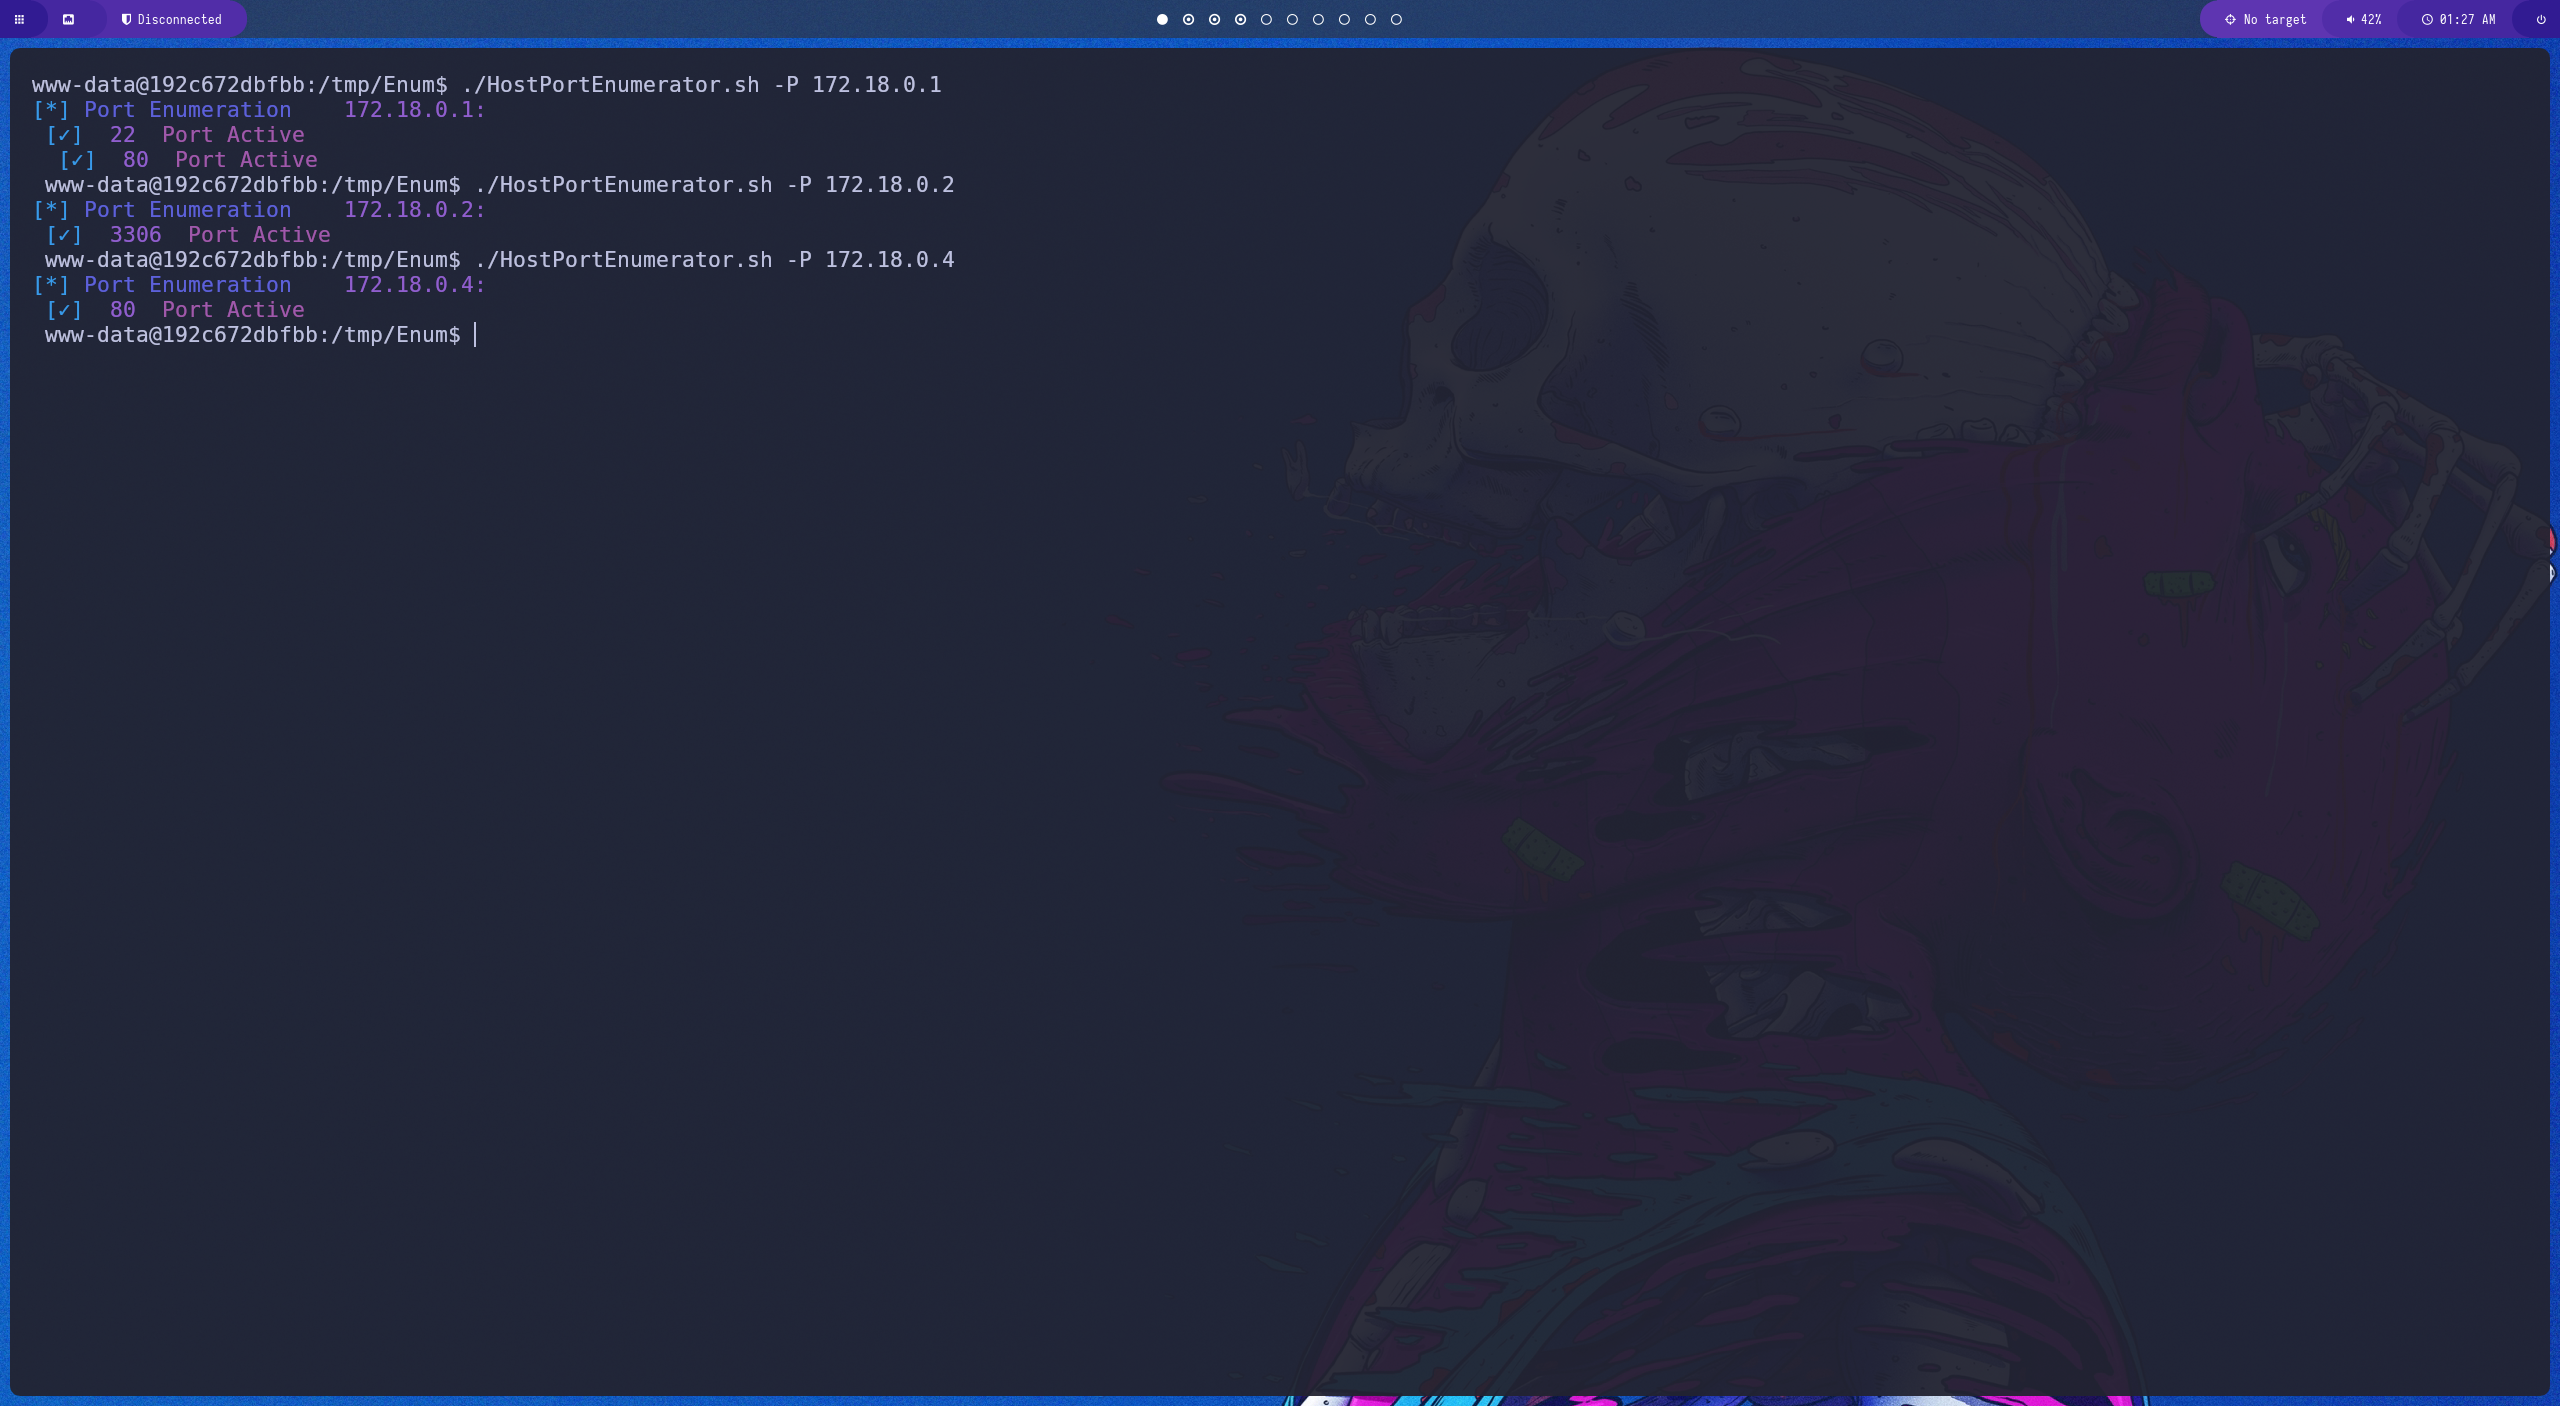 Disconnected
No target 42% 01:27 AM
www-data@192c672dbfbb:/tmp/Enum$ ./HostPortEnumerator.sh -P 172.18.0.1
[*] Port Enumeration    172.18.0.1:
[✓]  22  Port Active
[✓]  80  Port Active
www-data@192c672dbfbb:/tmp/Enum$ ./HostPortEnumerator.sh -P 172.18.0.2
[*] Port Enumeration    172.18.0.2:
[✓]  3306  Port Active
www-data@192c672dbfbb:/tmp/Enum$ ./HostPortEnumerator.sh -P 172.18.0.4
[*] Port Enumeration    172.18.0.4:
[✓]  80  Port Active
www-data@192c672dbfbb:/tmp/Enum$